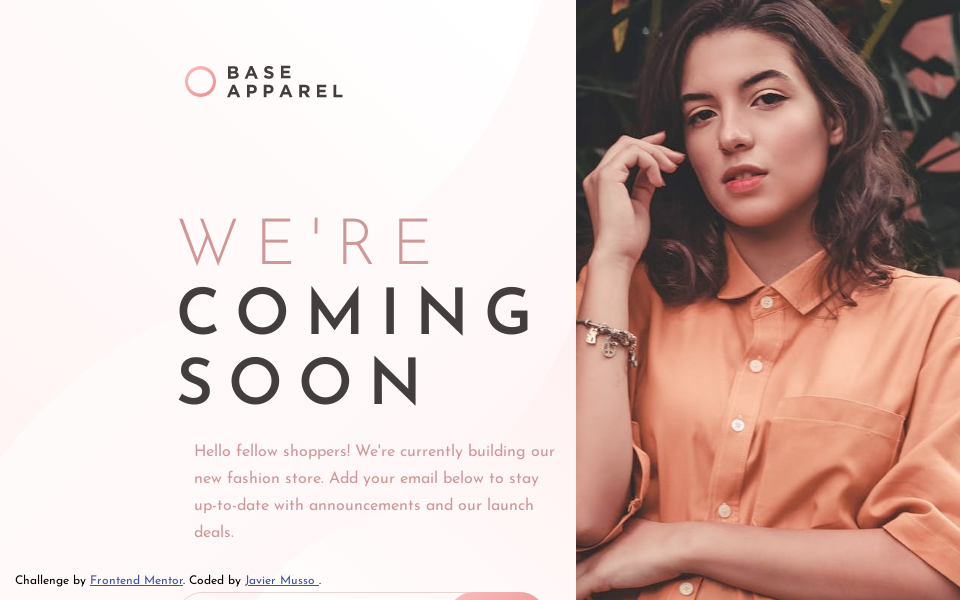 BASE
APPAREL
WE'RE
COMING
SOON
Hello fellow shoppers! We're currently building our
new fashion store. Add your email below to stay
up-to-date with announcements and our launch
deals.
Challenge by Frontend Mentor. Coded by Javier Musso .